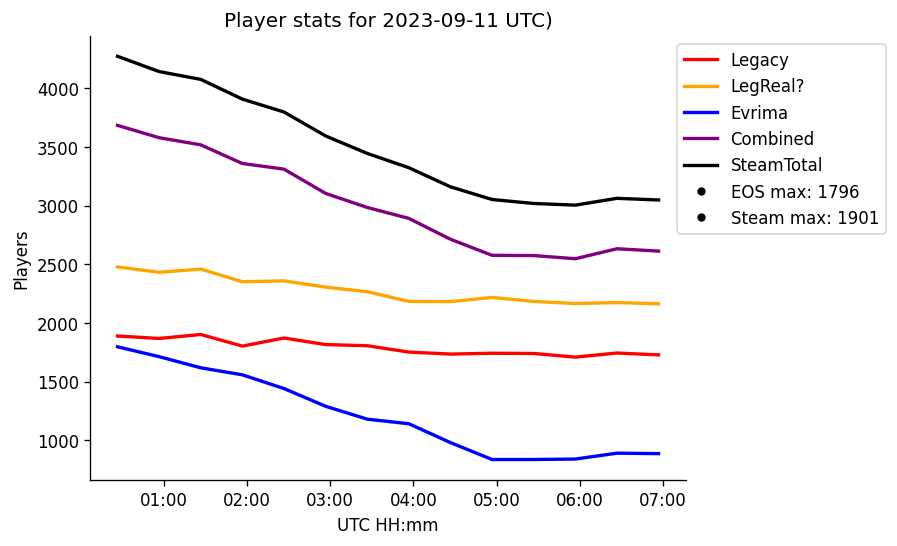 Player stats for 2023-09-11 UTC)
Legacy
LegReal?
Evrima
Combined
SteamTotal
EOS max: 1796
Steam max: 1901
Players
4000
3500
3000
2500
2000
1500
1000
01:00 02:00 03:00 04:00 05:00 06:00 07:00
UTC HH:mm